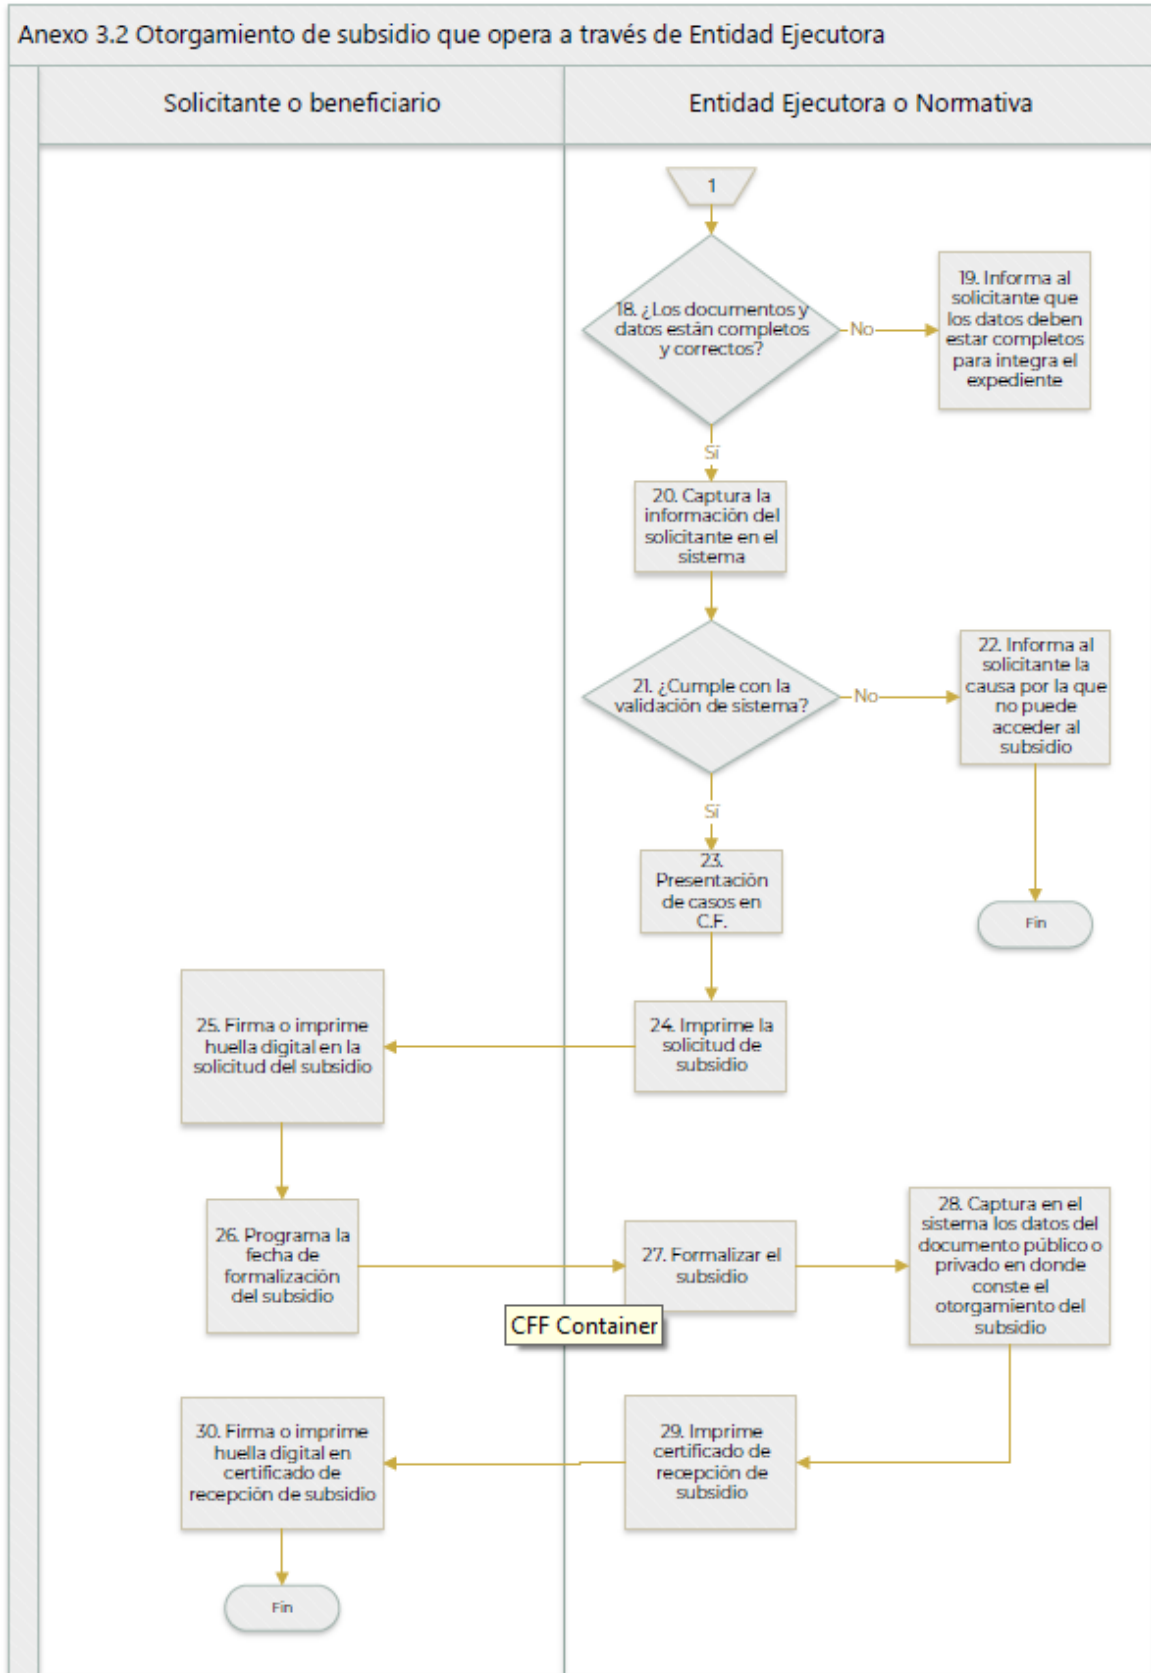 Anexo 3.2 Otorgamiento de subsidio que opera a través de Entidad Ejecutora
Solicitante o beneficiario
Entidad Ejecutora o Normativa
1
18. ¿Los documentos y
datos están completos
y correctos?
No
19. Informa al
solicitante que
los datos deben
estar completos
para integra el
expediente
Sí
20. Captura la
información del
solicitante en el
sistema
21. ¿Cumple con la
validación de sistema?
No
22. Informa al
solicitante la
causa por la que
no puede
acceder al
subsidio
Sí
23.
Presentación
de casos en
C.F.
Fin
24. Imprime la
solicitud de
subsidio
25. Firma o imprime
huella digital en la
solicitud del subsidio
26. Programa la
fecha de
formalización
del subsidio
27. Formalizar el
subsidio
28. Captura en el
sistema los datos del
documento público o
privado en donde
conste el
otorgamiento del
subsidio
CFF Container
29. Imprime
certificado de
recepción de
subsidio
30. Firma o imprime
huella digital en
certificado de
recepción de subsidio
Fin